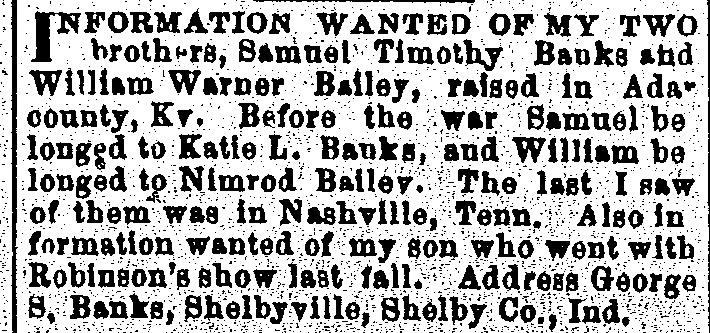 INFORMATION WANTED OF MY TWO
brothers, Samuel Timothy Banks and
William Warner Bailey, raised in Adar
county, Ky. Before the war Samuel be
longed to Katie L. Banks, and William be
longed to Nimrod Bailey. The last I saw
of them was in Nashville, Tenn. Also in
formation wanted of my son who went with
Robinson's show last fall. Address George
S. Banks, Shelbyville, Shelby Co., Ind.